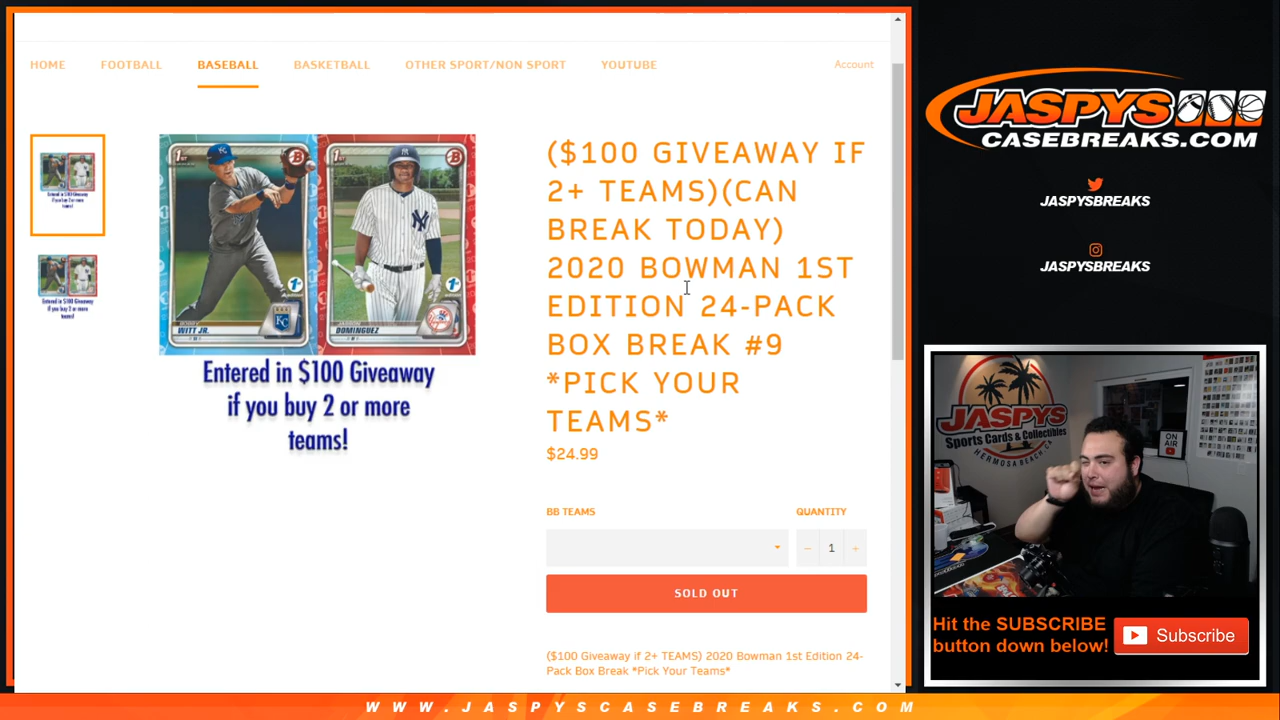 HOME FOOTBALL BASEBALL BASKETBALL OTHER SPORT/NON SPORT YOUTUBE Account
1st B 1st B
WITT JR. DOMINGUEZ
Entered in $100 Giveaway
if you buy 2 or more
teams!
($100 GIVEAWAY IF
2+ TEAMS)(CAN
BREAK TODAY)
2020 BOWMAN 1ST
EDITION 24-PACK
BOX BREAK #9
*PICK YOUR
TEAMS*
$24.99
BB TEAMS QUANTITY
− 1 +
SOLD OUT
($100 Giveaway if 2+ TEAMS) 2020 Bowman 1st Edition 24-
Pack Box Break *Pick Your Teams*
JASPYS
CASEBREAKS.COM
JASPYSBREAKS
JASPYSBREAKS
JASPYS
Sports Cards & Collectibles
HERMOSA BEACH, CA
ON AIR
Hit the SUBSCRIBE
button down below!
Subscribe
WWW.JASPYSCASEBREAKS.COM